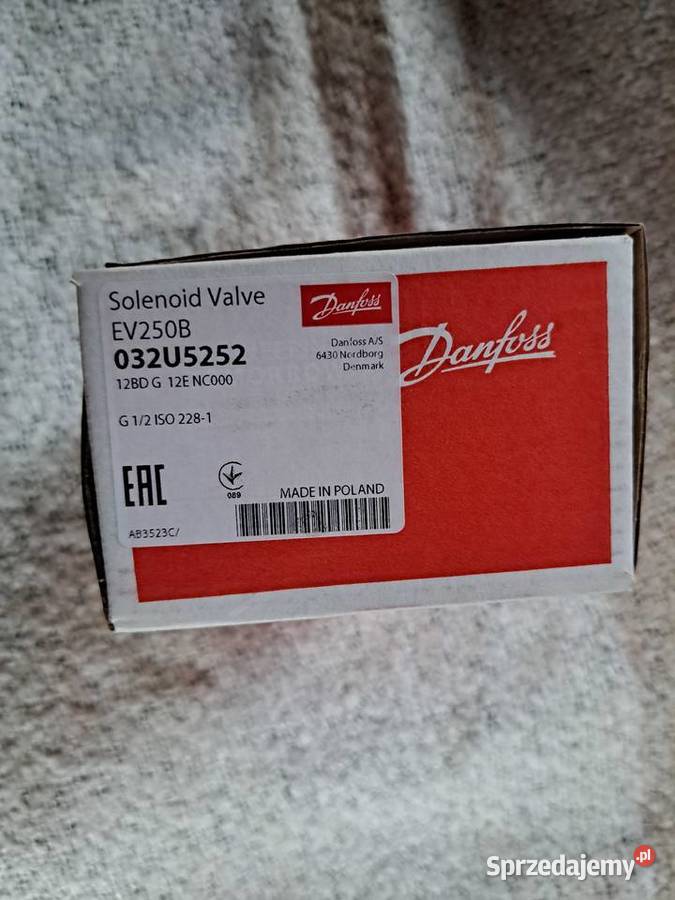 Solenoid Valve
EV250B
032U5252
12BD G 12E NC000
G 1/2 ISO 228-1
Danfoss
Danfoss A/S
6430 Nordborg
Denmark
EAC
089
MADE IN POLAND
AB3523C/
Danfoss
Sprzedajemy.pl